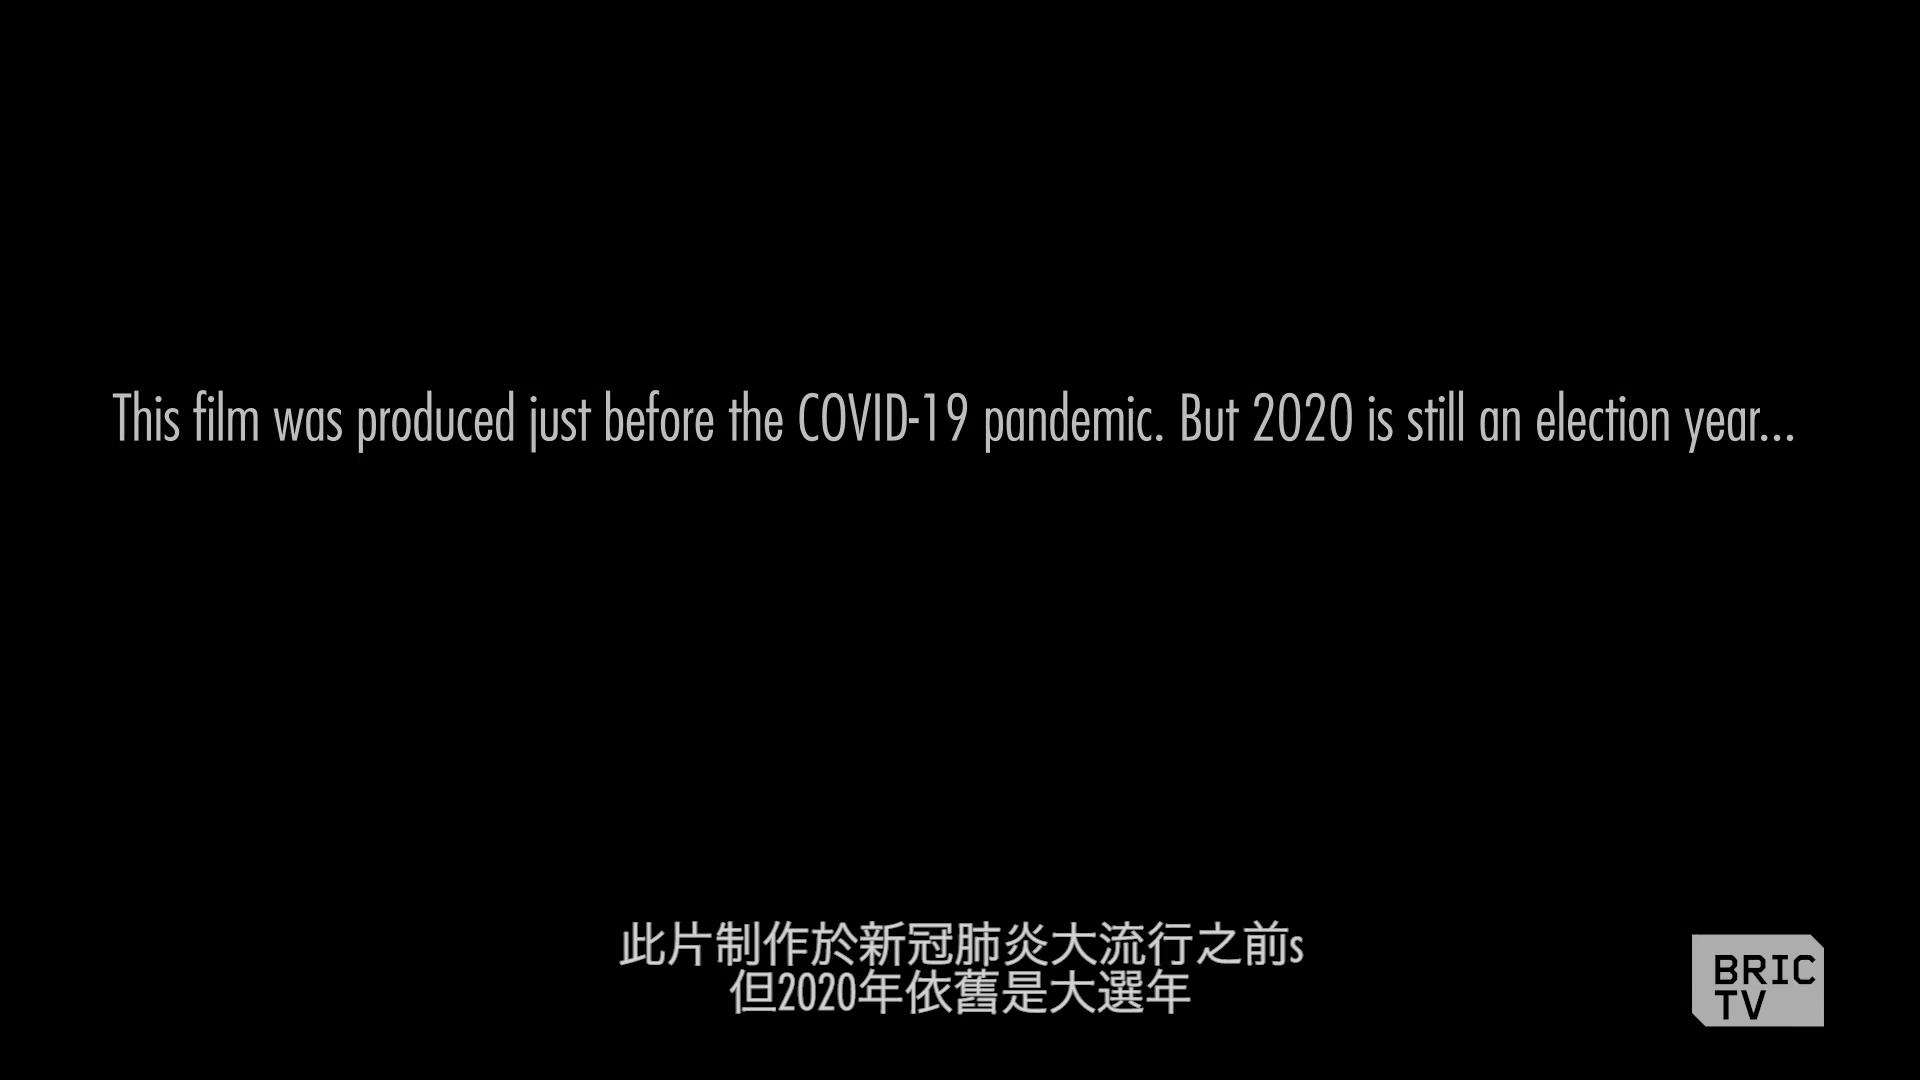 This film was produced just before the COVID-19 pandemic. But 2020 is still an election year...
此片制作於新冠肺炎大流行之前s
但2020年依舊是大選年
BRIC
TV